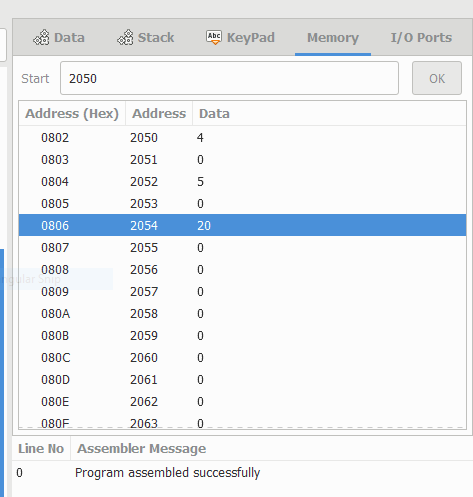 Data Stack KeyPad Memory I/O Ports
Start 2050 OK
Address (Hex) Address Data
0802 2050 4
0803 2051 0
0804 2052 5
0805 2053 0
0806 2054 20
0807 2055 0
0808 2056 0
0809 2057 0
080A 2058 0
080B 2059 0
080C 2060 0
080D 2061 0
080E 2062 0
080F 2063 0
Line No Assembler Message
0 Program assembled successfully